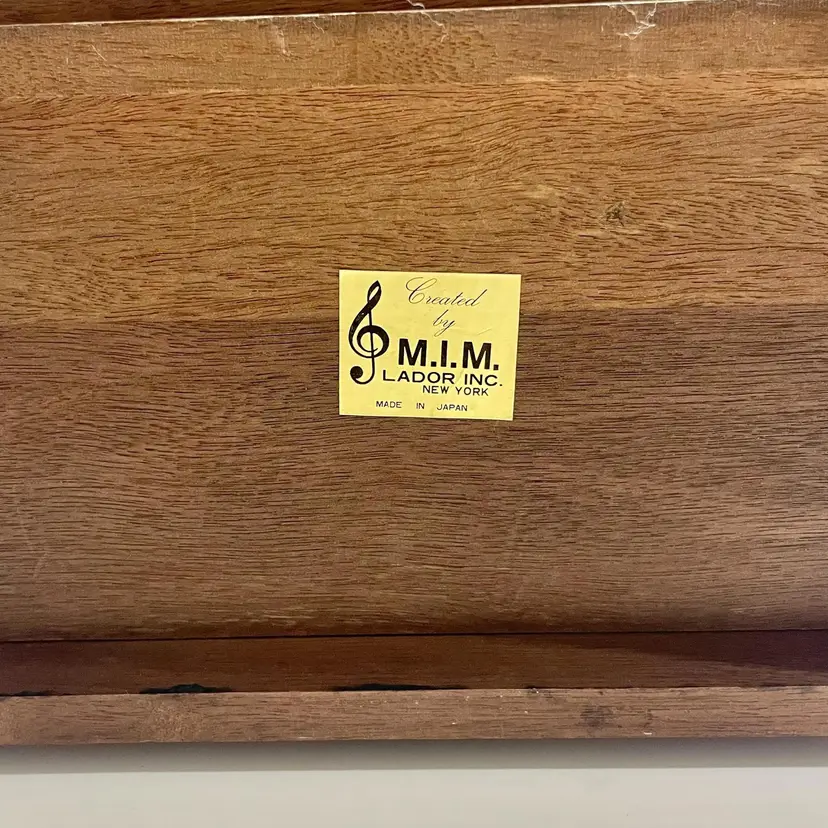 Created
by
M.I.M.
LADOR INC.
NEW YORK
MADE IN JAPAN